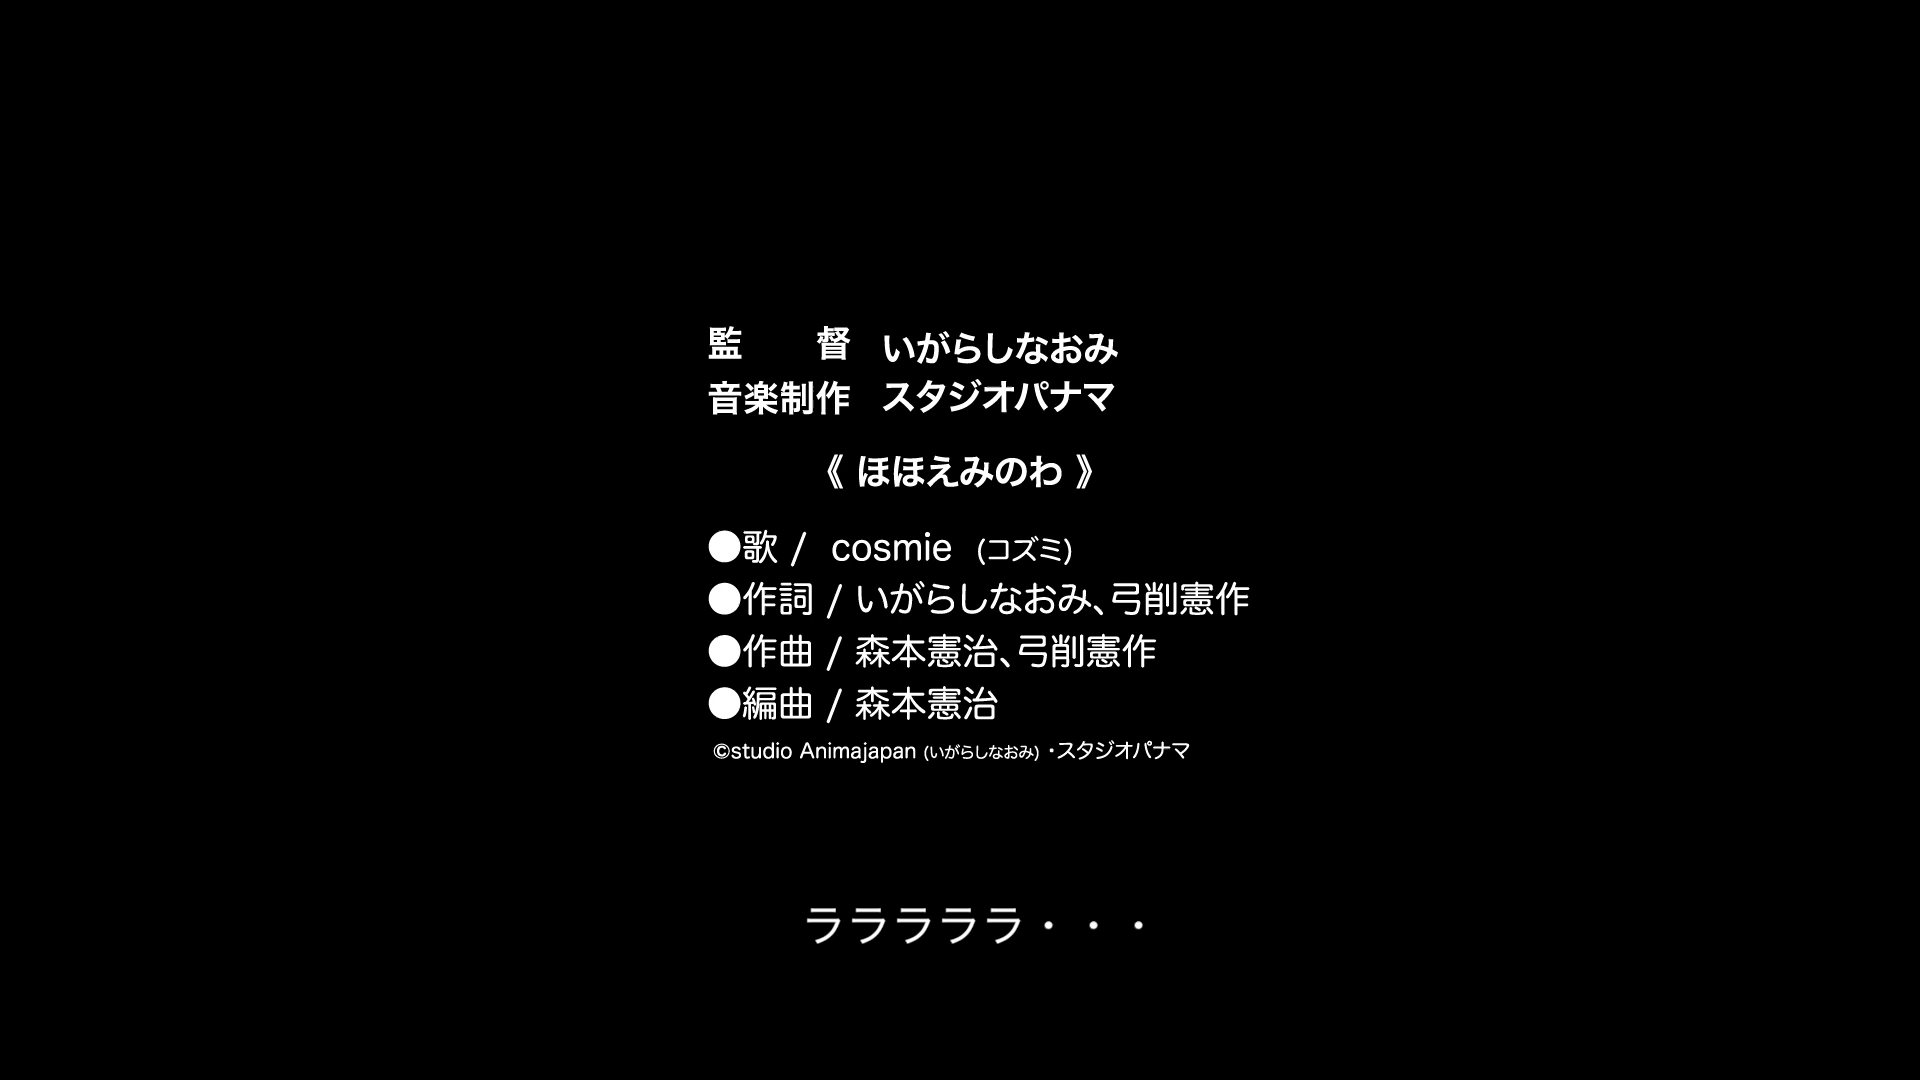 監　　督　いがらしなおみ
音楽制作　スタジオパナマ
《 ほほえみのわ 》
●歌 / cosmie (コズミ)
●作詞 / いがらしなおみ、弓削憲作
●作曲 / 森本憲治、弓削憲作
●編曲 / 森本憲治
©studio Animajapan (いがらしなおみ) ・スタジオパナマ
ラララララ・・・